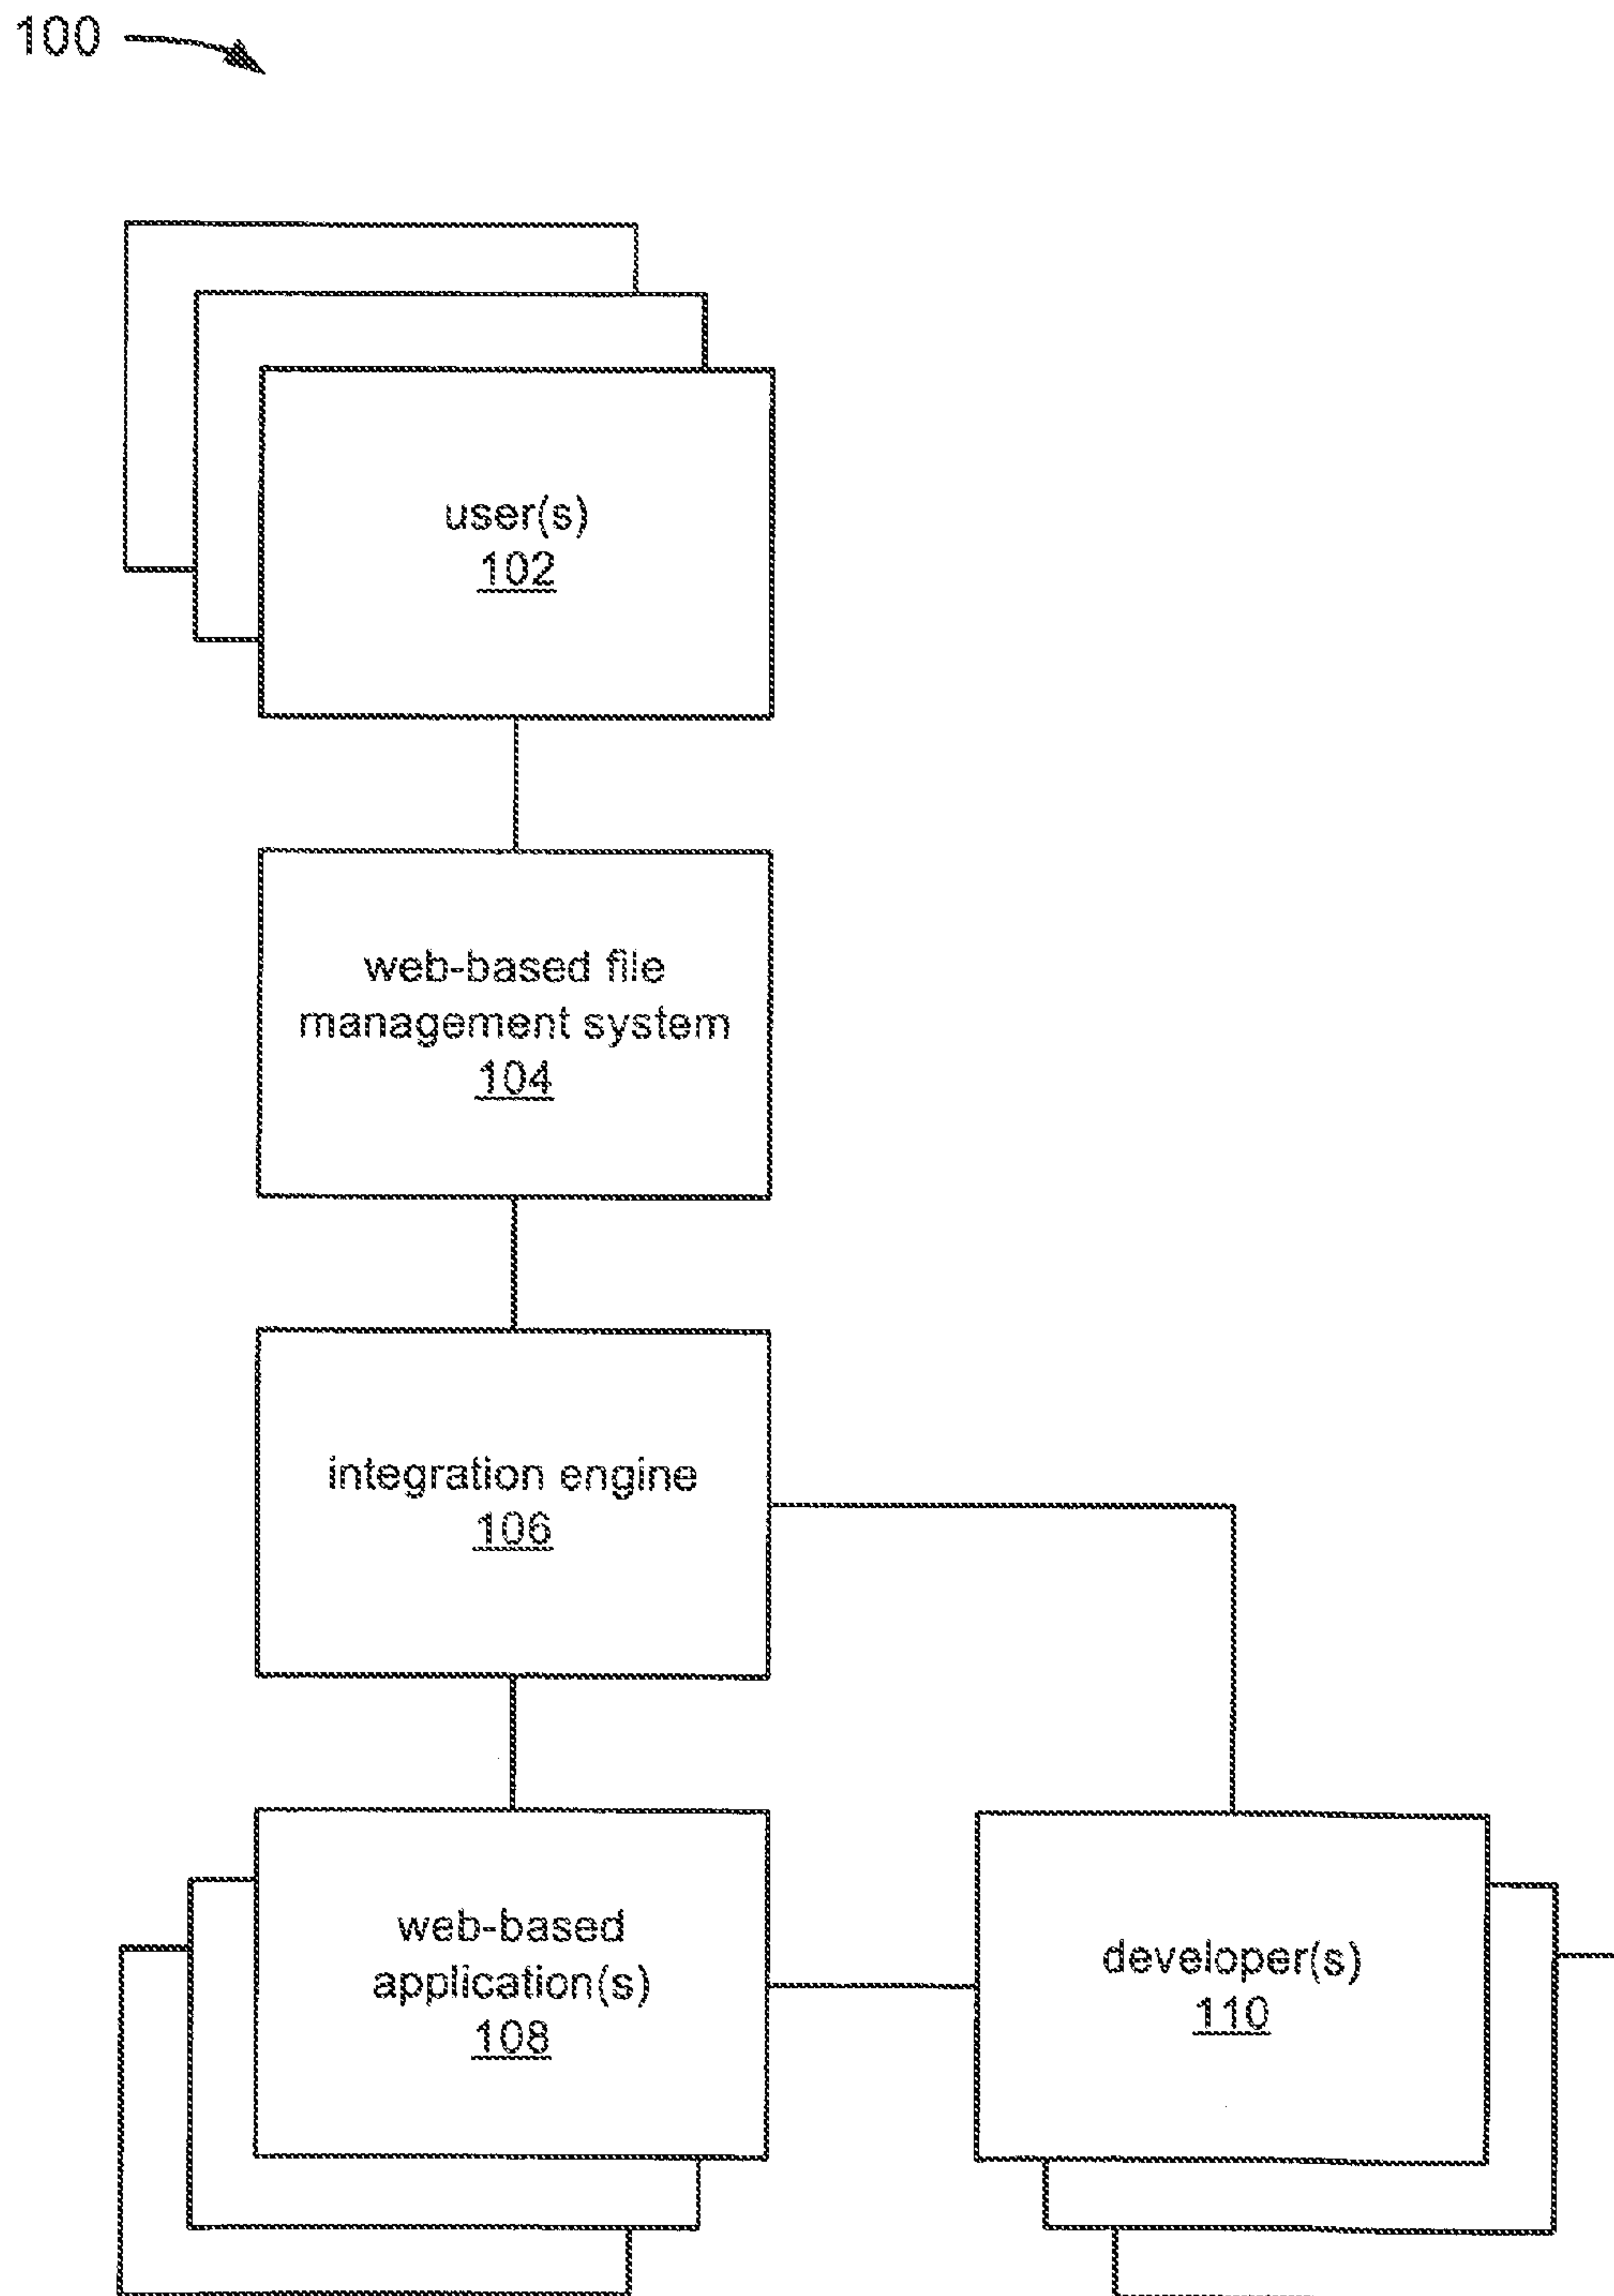 100
user(s)
102
web-based file
management system
104
integration engine
106
web-based
application(s)
108
developer(s)
110